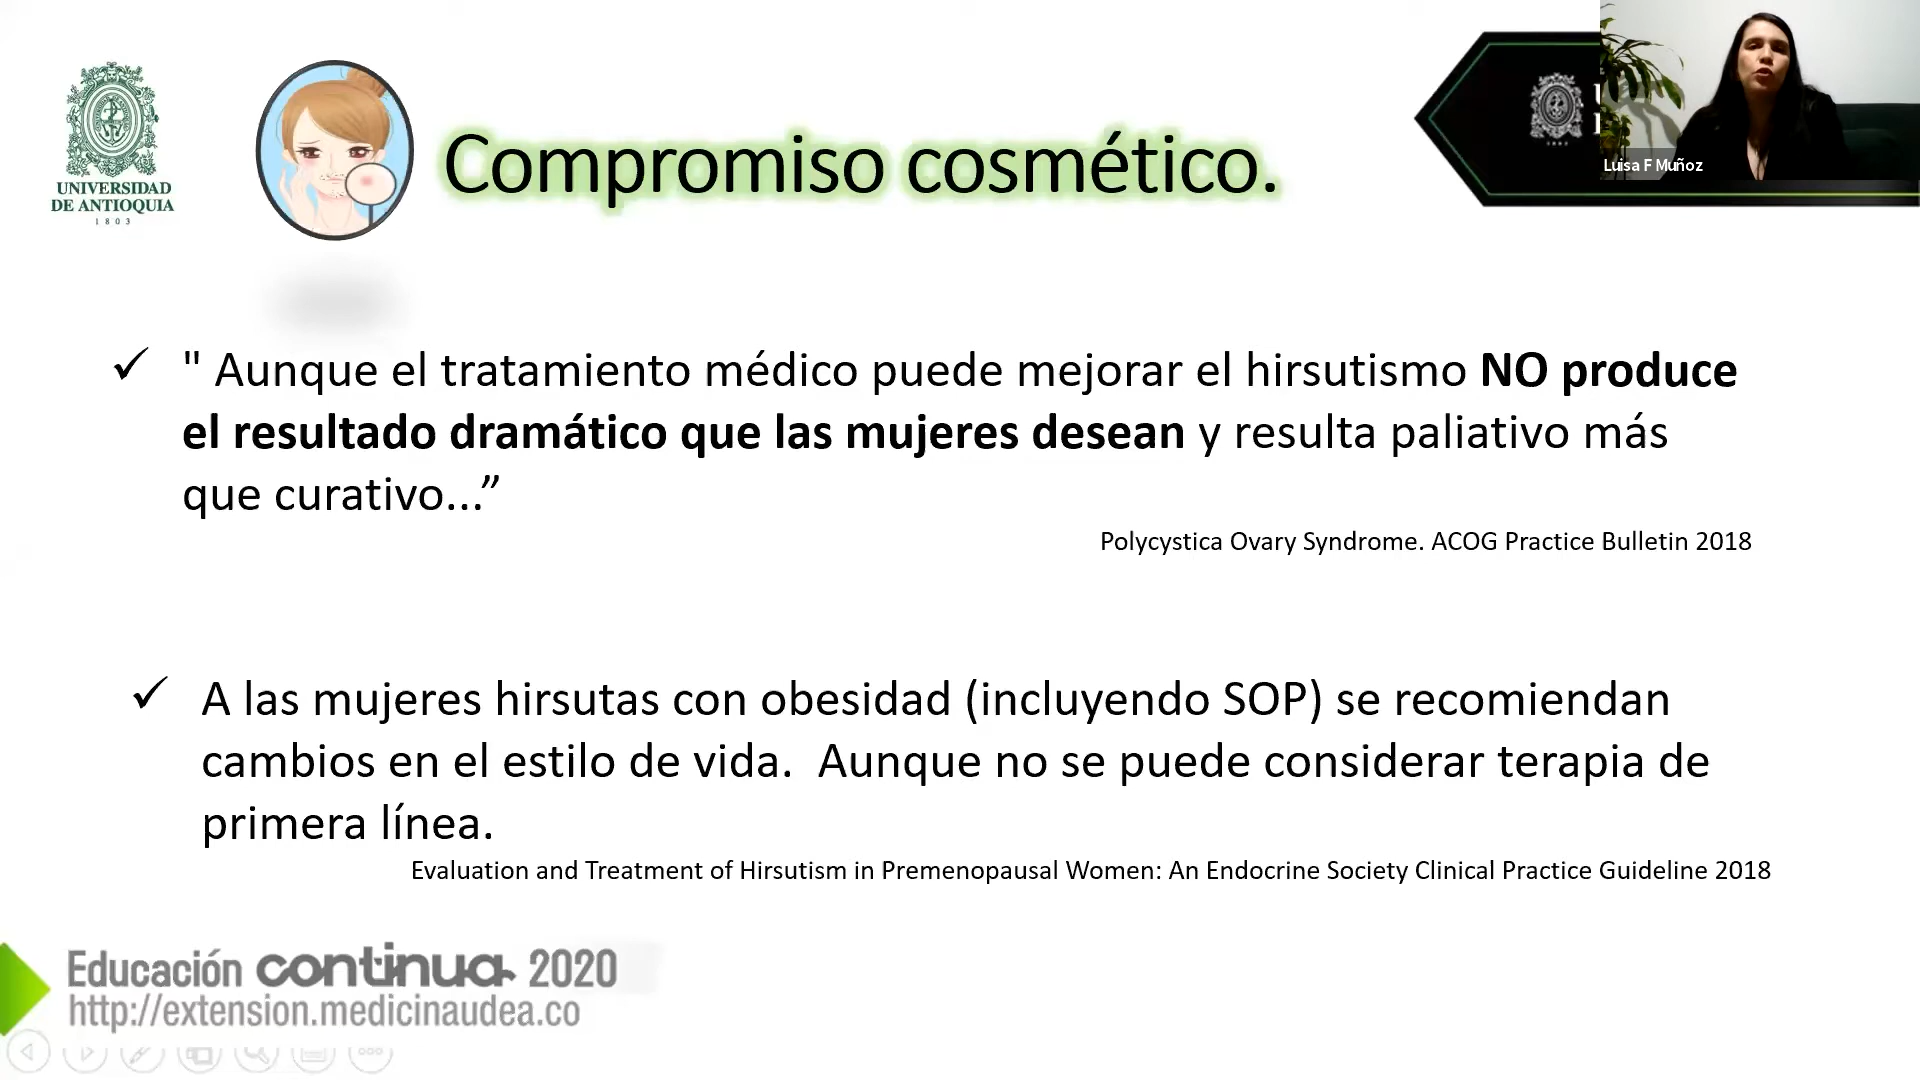 UNIVERSIDAD
DE ANTIOQUIA
1803
Compromiso cosmético.
Luisa F Muñoz
✓ " Aunque el tratamiento médico puede mejorar el hirsutismo NO produce
el resultado dramático que las mujeres desean y resulta paliativo más
que curativo...”
Polycystica Ovary Syndrome. ACOG Practice Bulletin 2018
✓ A las mujeres hirsutas con obesidad (incluyendo SOP) se recomiendan
cambios en el estilo de vida.  Aunque no se puede considerar terapia de
primera línea.
Evaluation and Treatment of Hirsutism in Premenopausal Women: An Endocrine Society Clinical Practice Guideline 2018
Educación continua 2020
http://extension.medicinaudea.co